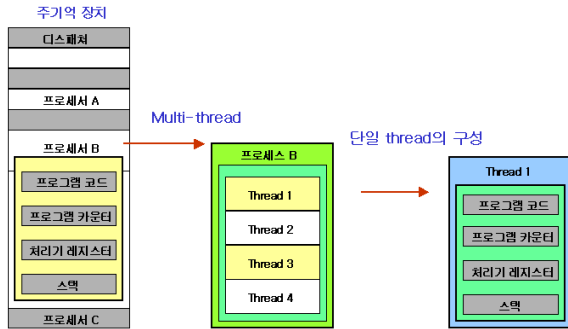 주기억 장치
디스패쳐
프로세서 A
프로세서 B
프로그램 코드
프로그램 카운터
처리기 레지스터
스택
프로세서 C
Multi-thread
프로세스 B
Thread 1
Thread 2
Thread 3
Thread 4
단일 thread의 구성
Thread 1
프로그램 코드
프로그램 카운터
처리기 레지스터
스택